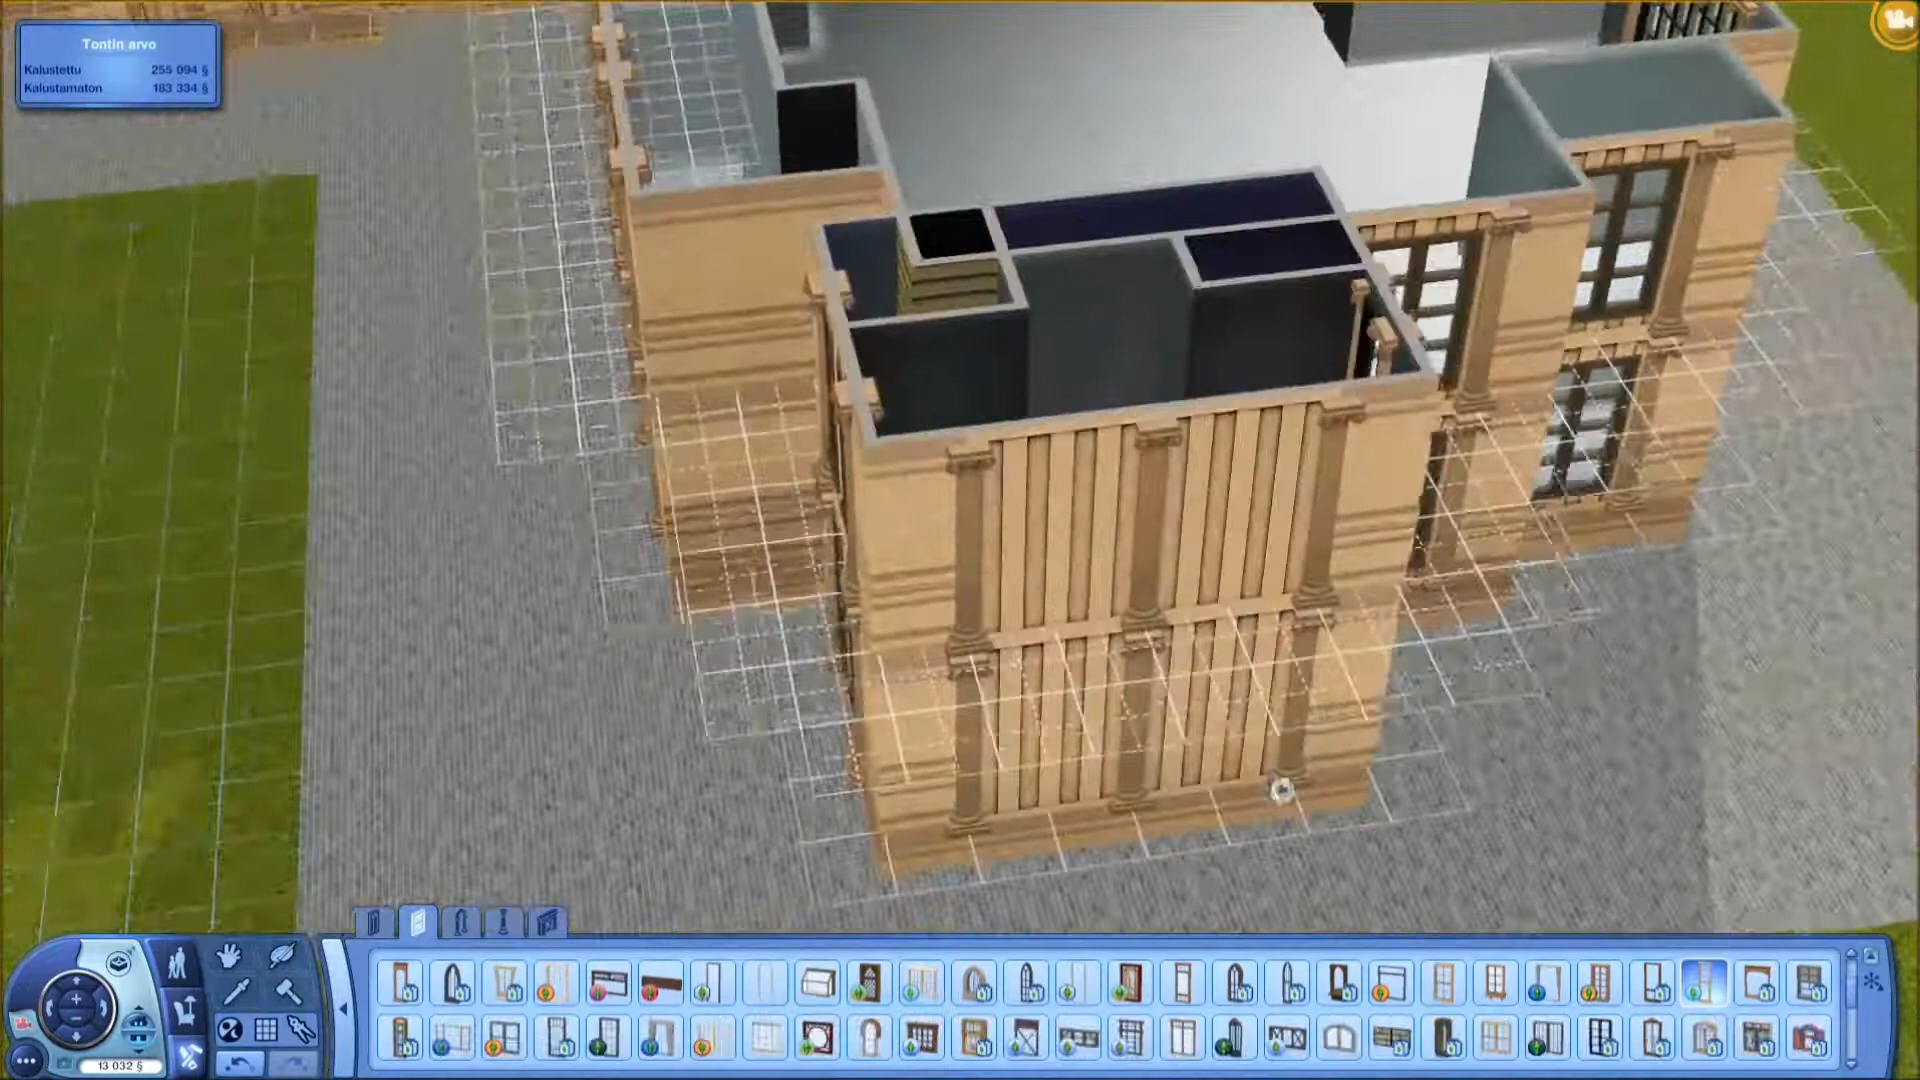 Tontin arvo
Kalustettu 255 094 §
Kalustamaton 183 334 §
13 032 §